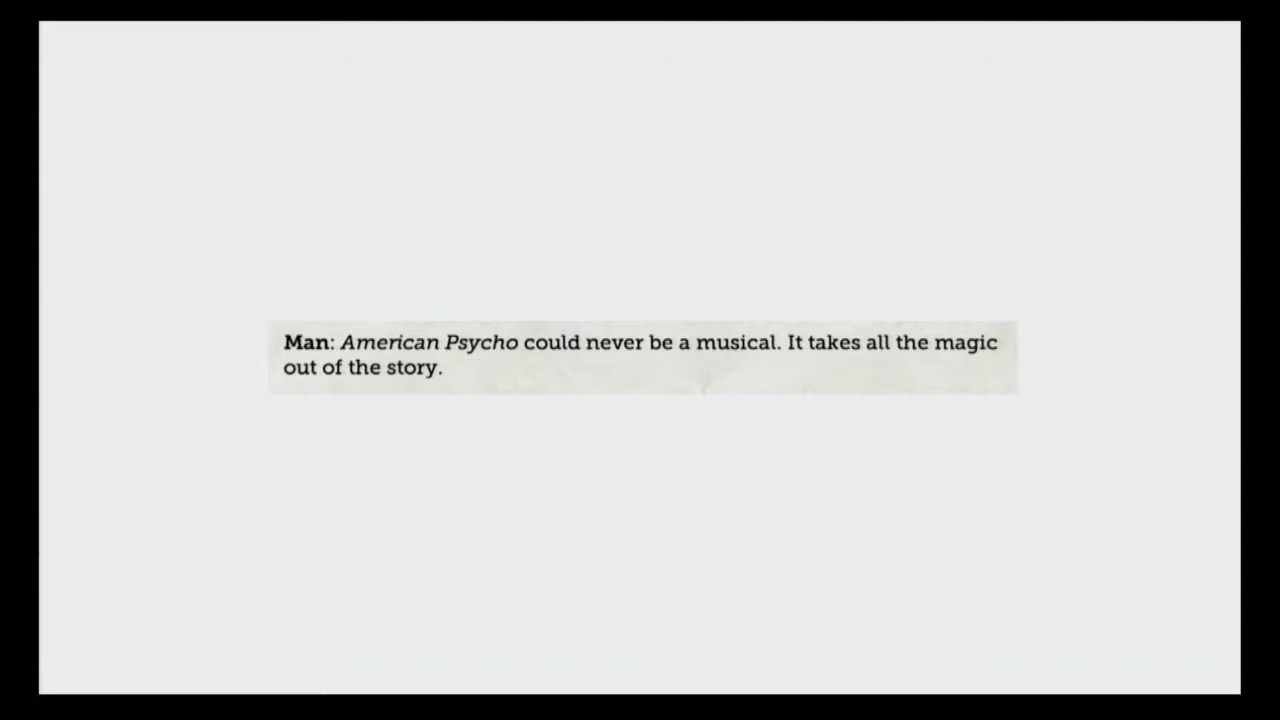 Man: American Psycho could never be a musical. It takes all the magic
out of the story.